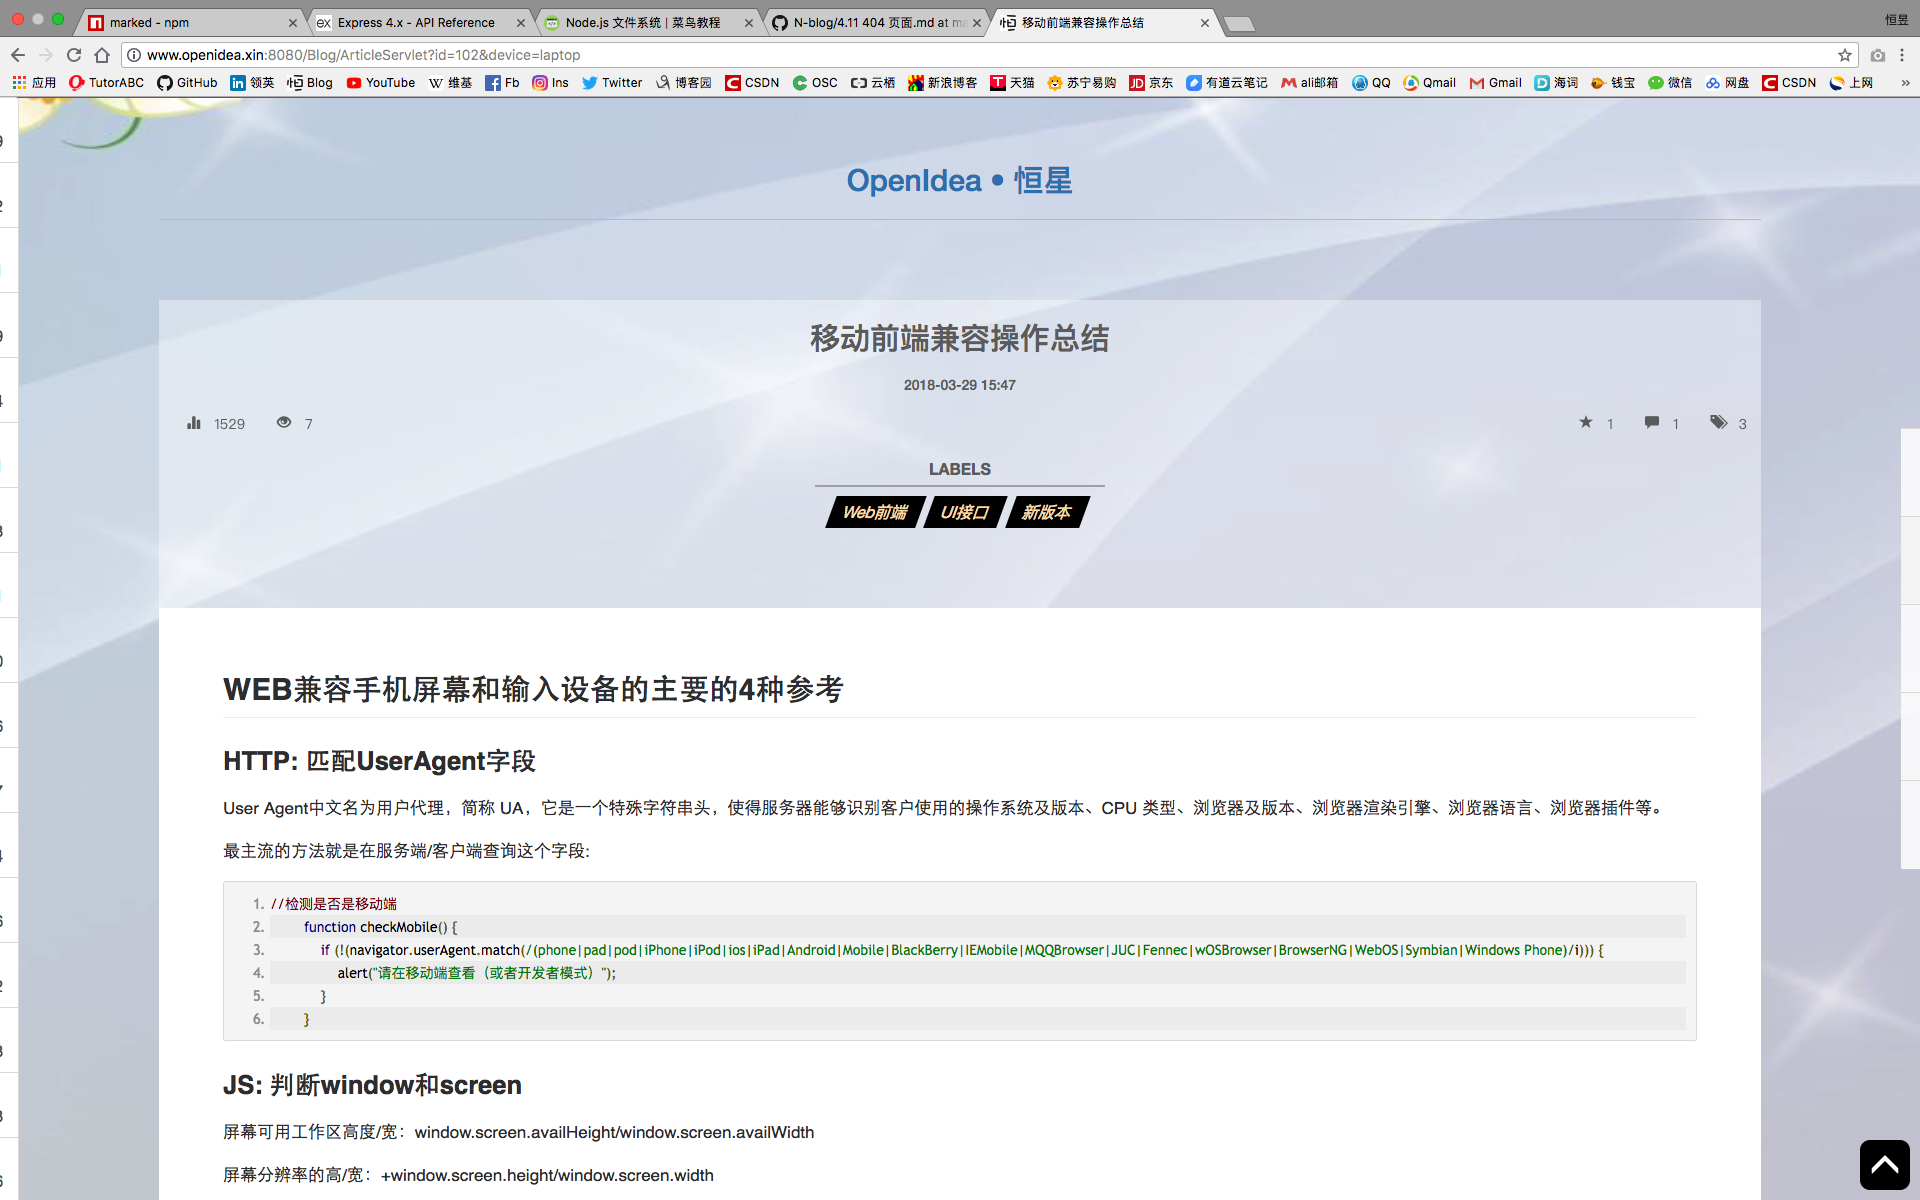 marked - npm
Express 4.x - API Reference
Node.js 文件系统 | 菜鸟教程
N-blog/4.11 404 页面.md at ma
移动前端兼容操作总结
恒昱
www.openidea.xin:8080/Blog/ArticleServlet?id=102&device=laptop
应用 TutorABC GitHub 领英 Blog YouTube 维基 Fb Ins Twitter 博客园 CSDN OSC 云栖 新浪博客 天猫 苏宁易购 京东 有道云笔记 ali邮箱 QQ Qmail Gmail 海词 钱宝 微信 网盘 CSDN 上网 »
OpenIdea • 恒星
移动前端兼容操作总结
2018-03-29 15:47
1529 7 1 1 3
LABELS
Web前端 UI接口 新版本
WEB兼容手机屏幕和输入设备的主要的4种参考
HTTP: 匹配UserAgent字段
User Agent中文名为用户代理，简称 UA，它是一个特殊字符串头，使得服务器能够识别客户使用的操作系统及版本、CPU 类型、浏览器及版本、浏览器渲染引擎、浏览器语言、浏览器插件等。
最主流的方法就是在服务端/客户端查询这个字段:
1. //检测是否是移动端
2. function checkMobile() {
3. if (!(navigator.userAgent.match(/(phone|pad|pod|iPhone|iPod|ios|iPad|Android|Mobile|BlackBerry|IEMobile|MQQBrowser|JUC|Fennec|wOSBrowser|BrowserNG|WebOS|Symbian|Windows Phone)/i))) {
4. alert("请在移动端查看（或者开发者模式）");
5. }
6. }
JS: 判断window和screen
屏幕可用工作区高度/宽：window.screen.availHeight/window.screen.availWidth
屏幕分辨率的高/宽：+window.screen.height/window.screen.width